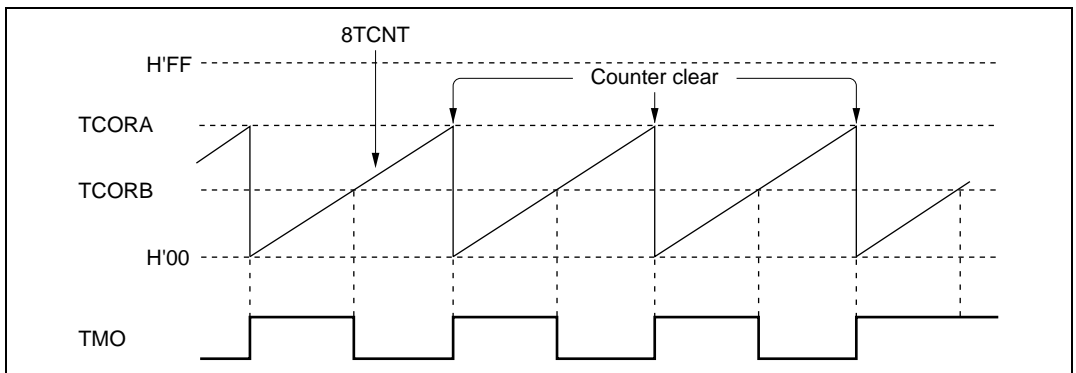 8TCNT
H'FF
Counter clear
TCORA
TCORB
H'00
TMO